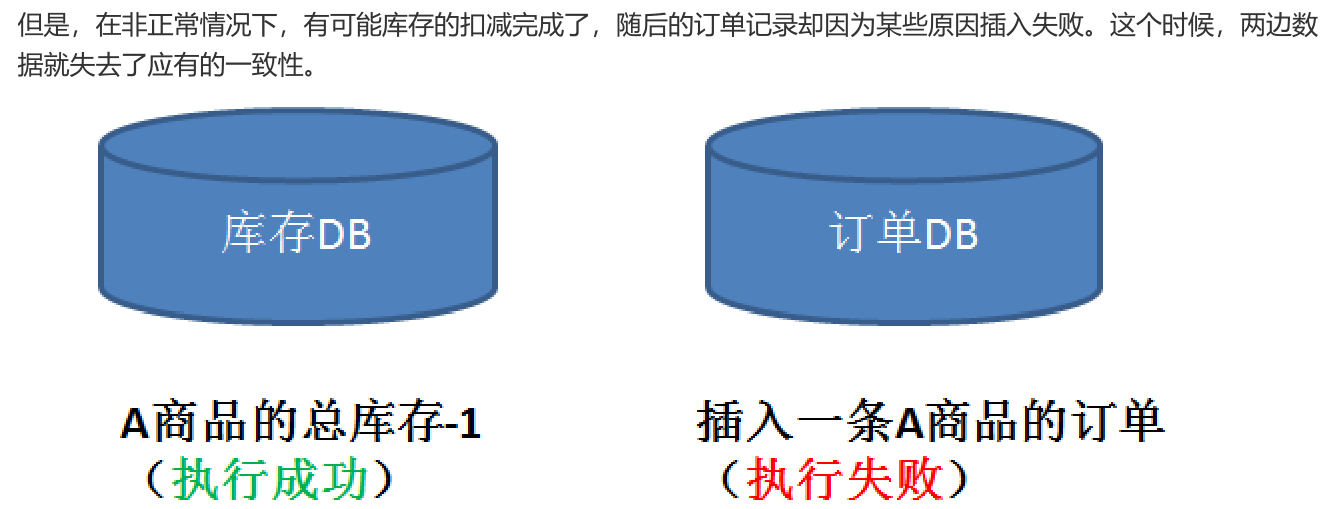 但是，在非正常情况下，有可能库存的扣减完成了，随后的订单记录却因为某些原因插入失败。这个时候，两边数
据就失去了应有的一致性。
库存DB
订单DB
A商品的总库存-1
（执行成功）
插入一条A商品的订单
（执行失败）